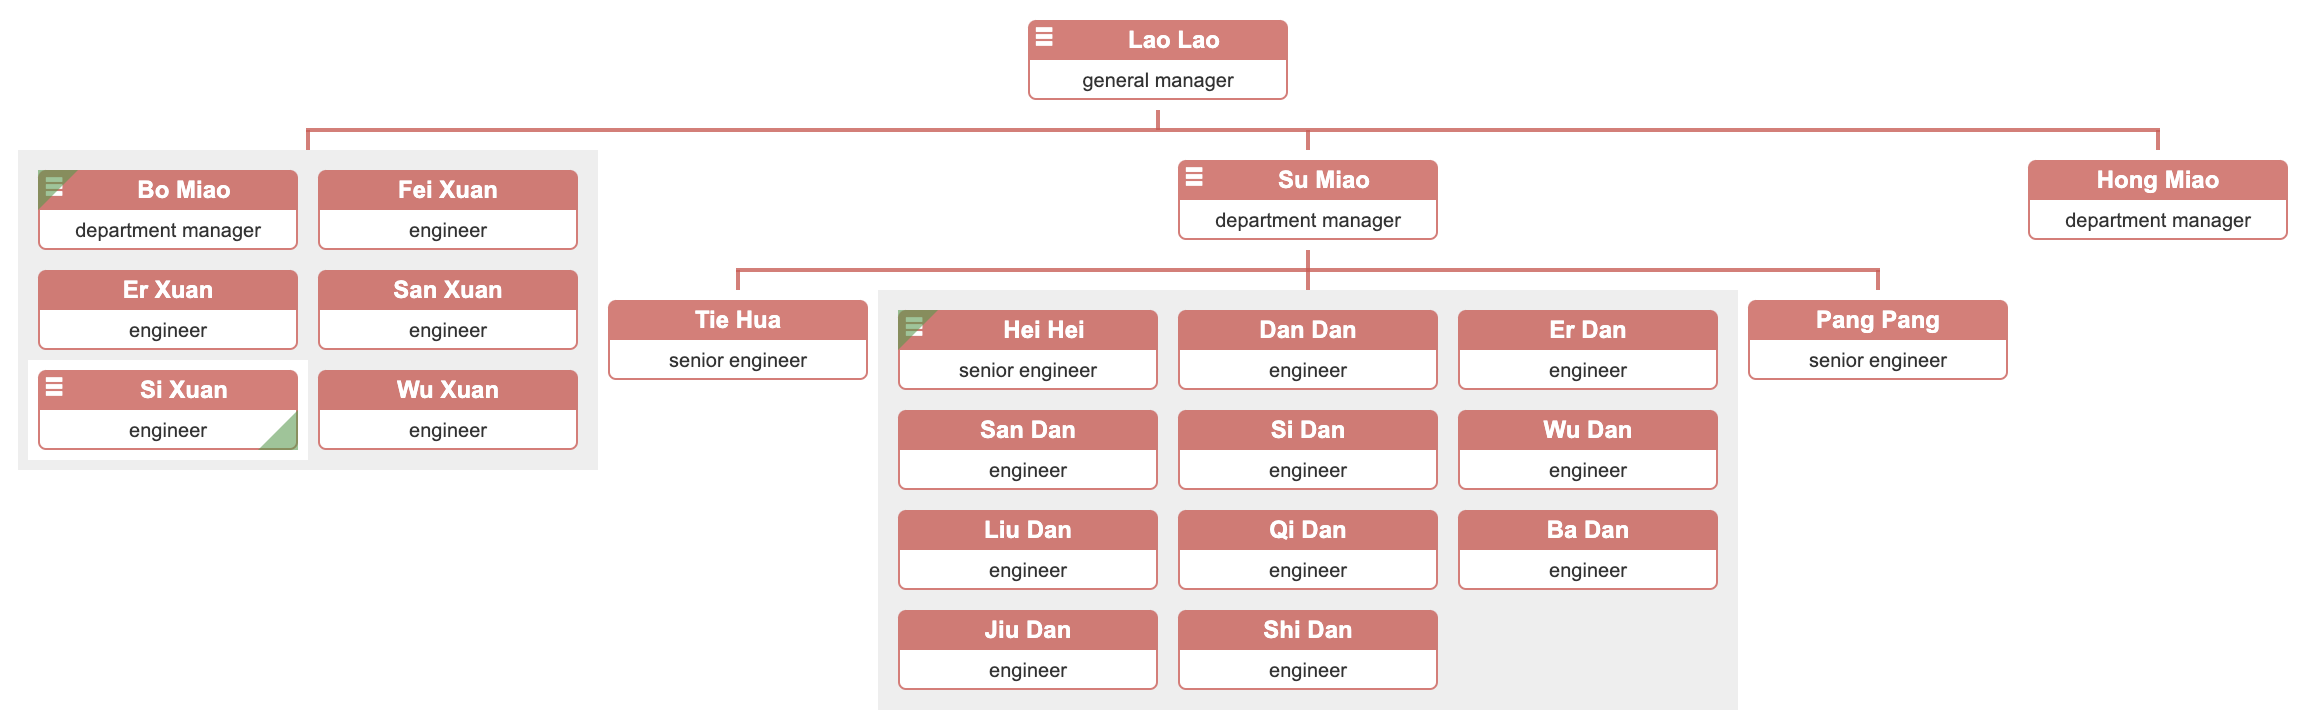 Lao Lao
general manager
Bo Miao
department manager
Fei Xuan
engineer
Er Xuan
engineer
San Xuan
engineer
Si Xuan
engineer
Wu Xuan
engineer
Su Miao
department manager
Tie Hua
senior engineer
Hei Hei
senior engineer
Dan Dan
engineer
Er Dan
engineer
San Dan
engineer
Si Dan
engineer
Wu Dan
engineer
Liu Dan
engineer
Qi Dan
engineer
Ba Dan
engineer
Jiu Dan
engineer
Shi Dan
engineer
Pang Pang
senior engineer
Hong Miao
department manager